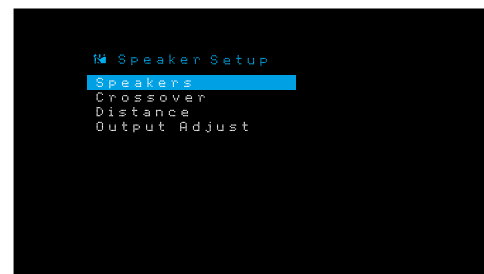 Speaker Setup
Speakers
Crossover
Distance
Output Adjust